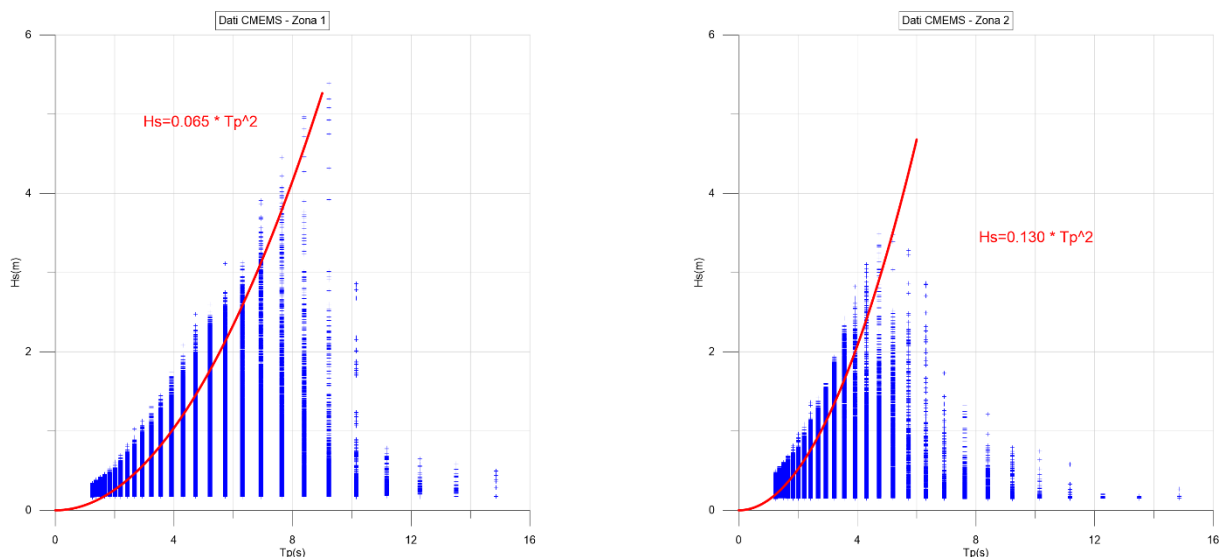 Dati CMEMS - Zona 1
6
Hs=0.065 * Tp^2
4
Hs(m)
2
0
0
4
8
12
16
Tp(s)
Dati CMEMS - Zona 2
6
Hs=0.130 * Tp^2
4
Hs(m)
2
0
0
4
8
12
16
Tp(s)